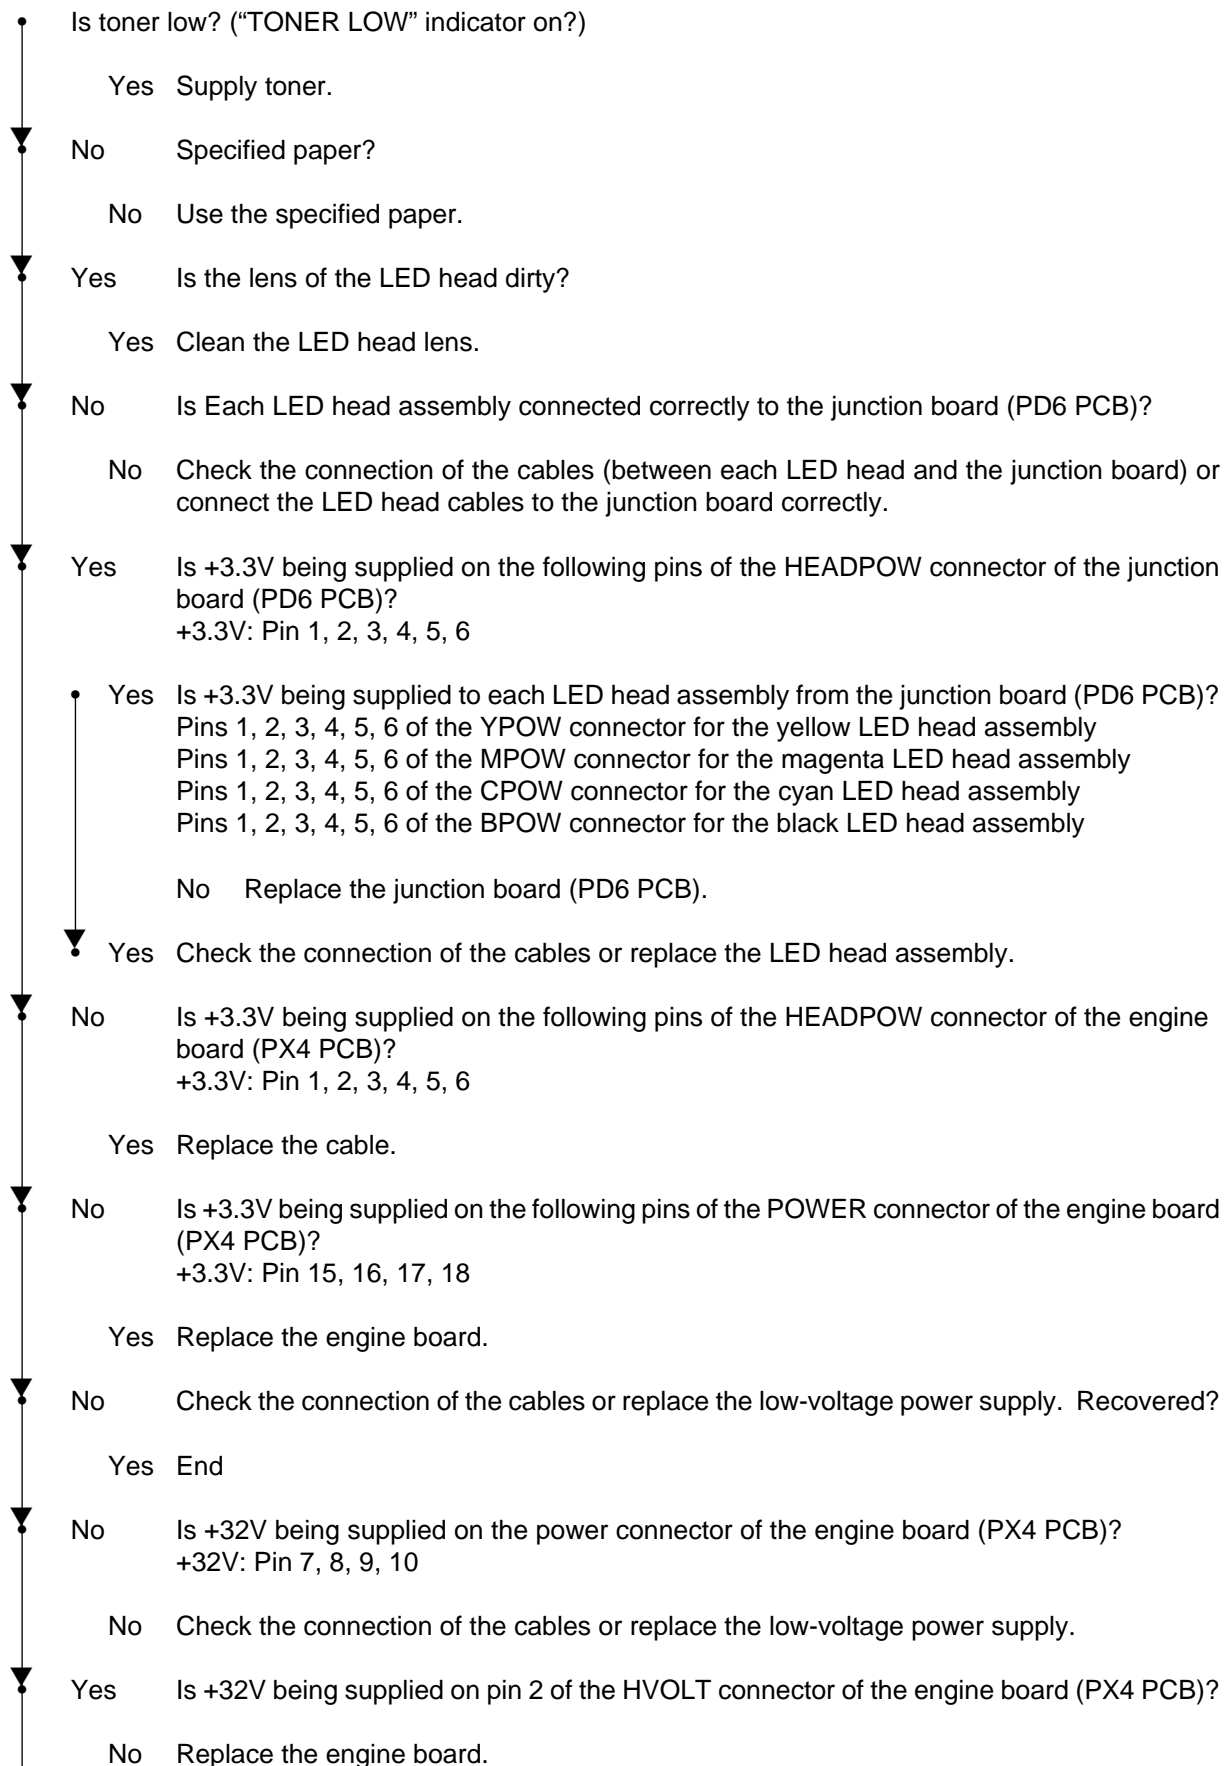 Is toner low? (“TONER LOW” indicator on?)
Yes Supply toner.
No Specified paper?
No Use the specified paper.
Yes Is the lens of the LED head dirty?
Yes Clean the LED head lens.
No Is Each LED head assembly connected correctly to the junction board (PD6 PCB)?
No Check the connection of the cables (between each LED head and the junction board) or
connect the LED head cables to the junction board correctly.
Yes Is +3.3V being supplied on the following pins of the HEADPOW connector of the junction
board (PD6 PCB)?
+3.3V: Pin 1, 2, 3, 4, 5, 6
Yes Is +3.3V being supplied to each LED head assembly from the junction board (PD6 PCB)?
Pins 1, 2, 3, 4, 5, 6 of the YPOW connector for the yellow LED head assembly
Pins 1, 2, 3, 4, 5, 6 of the MPOW connector for the magenta LED head assembly
Pins 1, 2, 3, 4, 5, 6 of the CPOW connector for the cyan LED head assembly
Pins 1, 2, 3, 4, 5, 6 of the BPOW connector for the black LED head assembly
No Replace the junction board (PD6 PCB).
Yes Check the connection of the cables or replace the LED head assembly.
No Is +3.3V being supplied on the following pins of the HEADPOW connector of the engine
board (PX4 PCB)?
+3.3V: Pin 1, 2, 3, 4, 5, 6
Yes Replace the cable.
No Is +3.3V being supplied on the following pins of the POWER connector of the engine board
(PX4 PCB)?
+3.3V: Pin 15, 16, 17, 18
Yes Replace the engine board.
No Check the connection of the cables or replace the low-voltage power supply. Recovered?
Yes End
No Is +32V being supplied on the power connector of the engine board (PX4 PCB)?
+32V: Pin 7, 8, 9, 10
No Check the connection of the cables or replace the low-voltage power supply.
Yes Is +32V being supplied on pin 2 of the HVOLT connector of the engine board (PX4 PCB)?
No Replace the engine board.